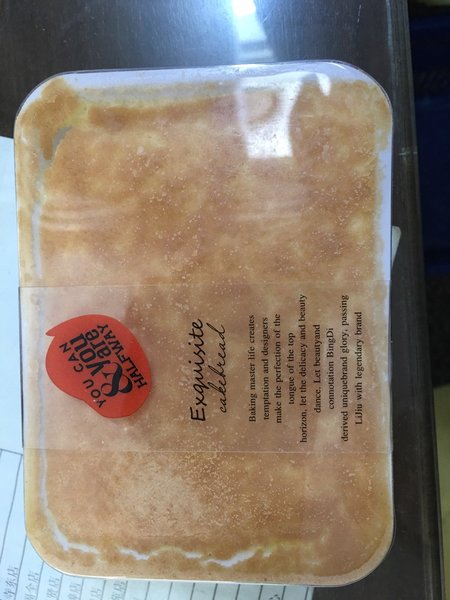 YOU CAN
& you
are
HALFWAY
Exquisite
cakebread
Baking master life creates
temptation and designers
make the perfection of the
tongue of the top
horizon, let the delicacy and beauty
dance. Let beautyand
connotation BingDi
derived uniquebrand glory, passing
LiJiu with legendary brand